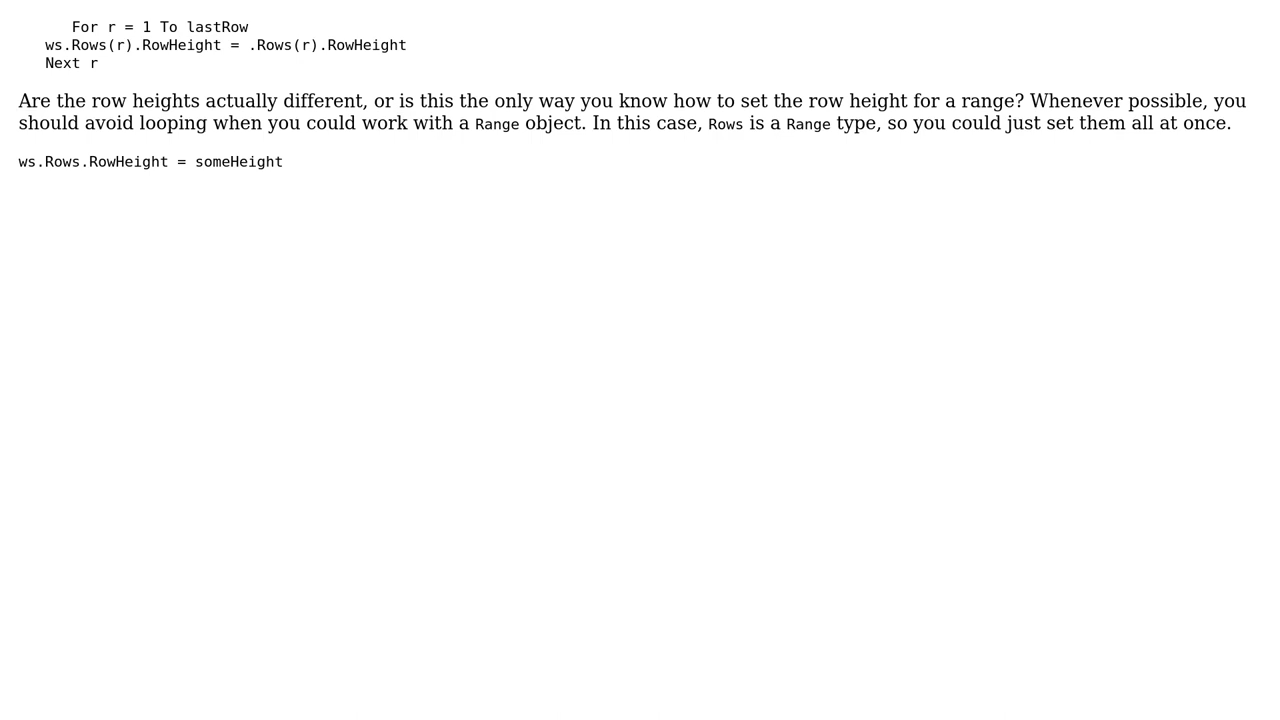 For r = 1 To lastRow
ws.Rows(r).RowHeight = .Rows(r).RowHeight
Next r
Are the row heights actually different, or is this the only way you know how to set the row height for a range? Whenever possible, you
should avoid looping when you could work with a Range object. In this case, Rows is a Range type, so you could just set them all at once.
ws.Rows.RowHeight = someHeight